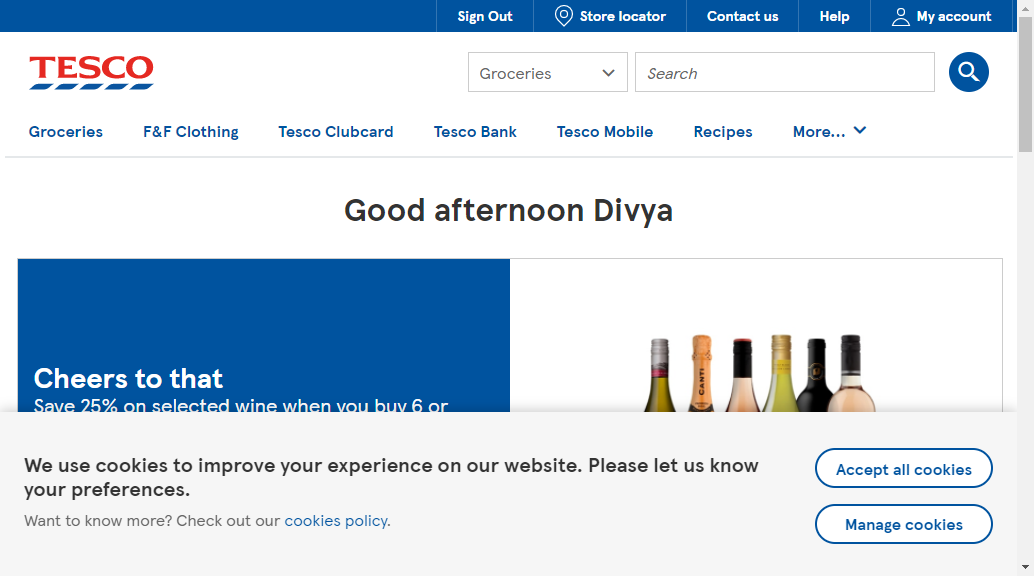 Sign Out
Store locator
Contact us
Help
My account
TESCO
Groceries
Search
Groceries
F&F Clothing
Tesco Clubcard
Tesco Bank
Tesco Mobile
Recipes
More...
Good afternoon Divya
Cheers to that
Save 25% on selected wine when you buy 6 or
CANTI
We use cookies to improve your experience on our website. Please let us know
your preferences.
Want to know more? Check out our cookies policy.
Accept all cookies
Manage cookies